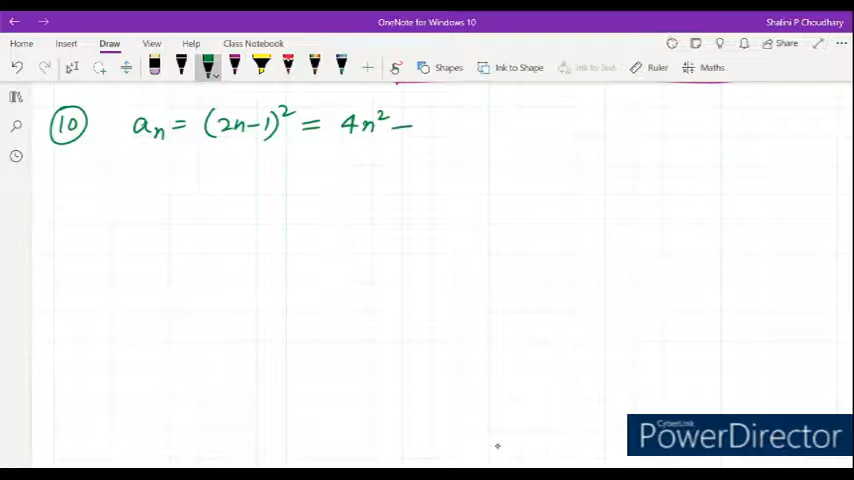 OneNote for Windows 10
Shalini P Choudhary
Home Insert Draw View Help Class Notebook Share
Shapes Ink to Shape Ink to Text Ruler Maths
10 aₙ = (2n-1)² = 4n² -
CyberLink
PowerDirector